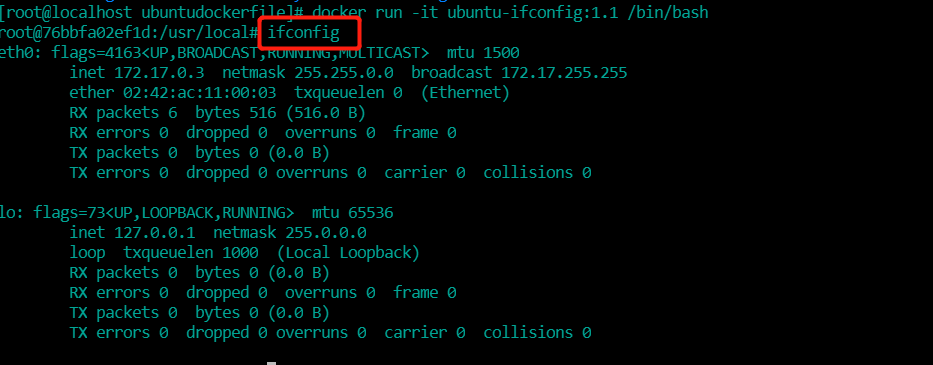 [root@localhost ubuntudockerfile]# docker run -it ubuntu-ifconfig:1.1 /bin/bash
root@76bbfa02ef1d:/usr/local# ifconfig
eth0: flags=4163<UP,BROADCAST,RUNNING,MULTICAST>  mtu 1500
        inet 172.17.0.3  netmask 255.255.0.0  broadcast 172.17.255.255
        ether 02:42:ac:11:00:03  txqueuelen 0  (Ethernet)
        RX packets 6  bytes 516 (516.0 B)
        RX errors 0  dropped 0  overruns 0  frame 0
        TX packets 0  bytes 0 (0.0 B)
        TX errors 0  dropped 0 overruns 0  carrier 0  collisions 0
lo: flags=73<UP,LOOPBACK,RUNNING>  mtu 65536
        inet 127.0.0.1  netmask 255.0.0.0
        loop  txqueuelen 1000  (Local Loopback)
        RX packets 0  bytes 0 (0.0 B)
        RX errors 0  dropped 0  overruns 0  frame 0
        TX packets 0  bytes 0 (0.0 B)
        TX errors 0  dropped 0 overruns 0  carrier 0  collisions 0